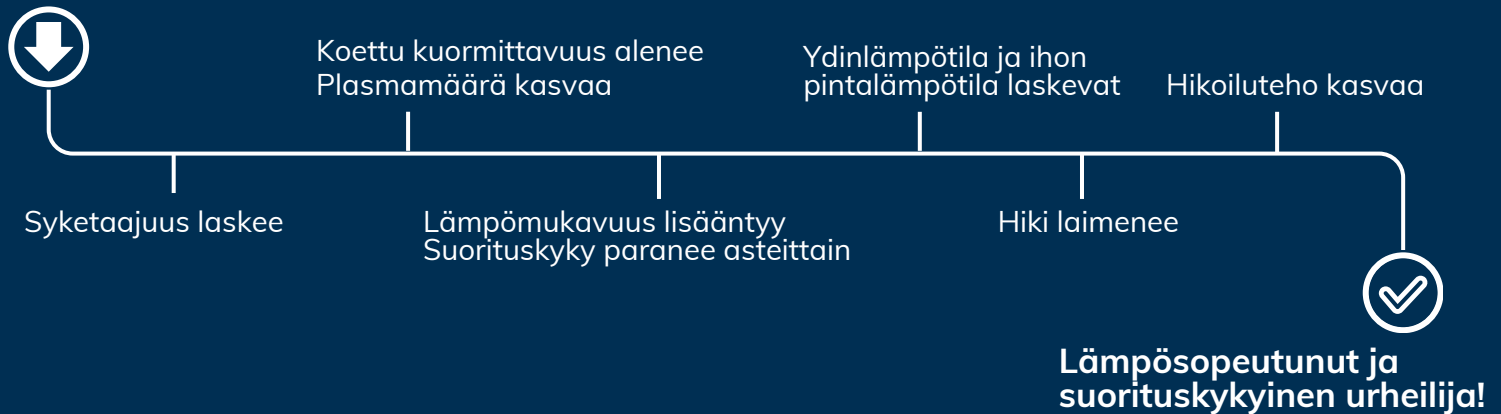 Koettu kuormittavuus alenee
Plasmamäärä kasvaa
Ydinlämpötila ja ihon
pintalämpötila laskevat
Hikoiluteho kasvaa
Syketaajuus laskee
Lämpömukavuus lisääntyy
Suorituskyky paranee asteittain
Hiki laimenee
Lämpösopeutunut ja
suorituskykyinen urheilija!